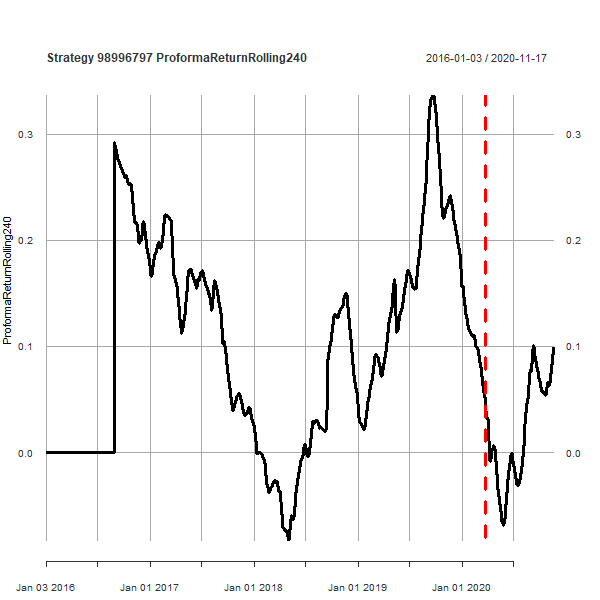 Strategy 98996797 ProformaReturnRolling240
2016-01-03 / 2020-11-17
ProformaReturnRolling240
0.3
0.2
0.1
0.0
0.3
0.2
0.1
0.0
Jan 03 2016
Jan 01 2017
Jan 01 2018
Jan 01 2019
Jan 01 2020